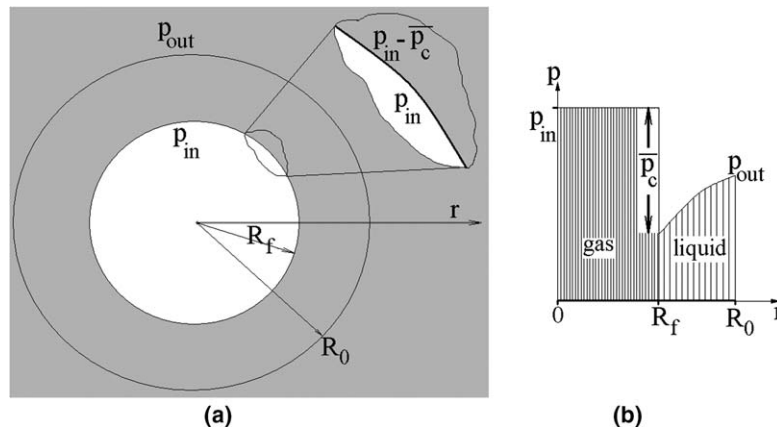 p_out
p_in - p̅_c
p_in
p_in
r
R_f
R_0
(a)
p
p_in
p̅_c
p_out
gas
liquid
0 R_f R_0 r
(b)